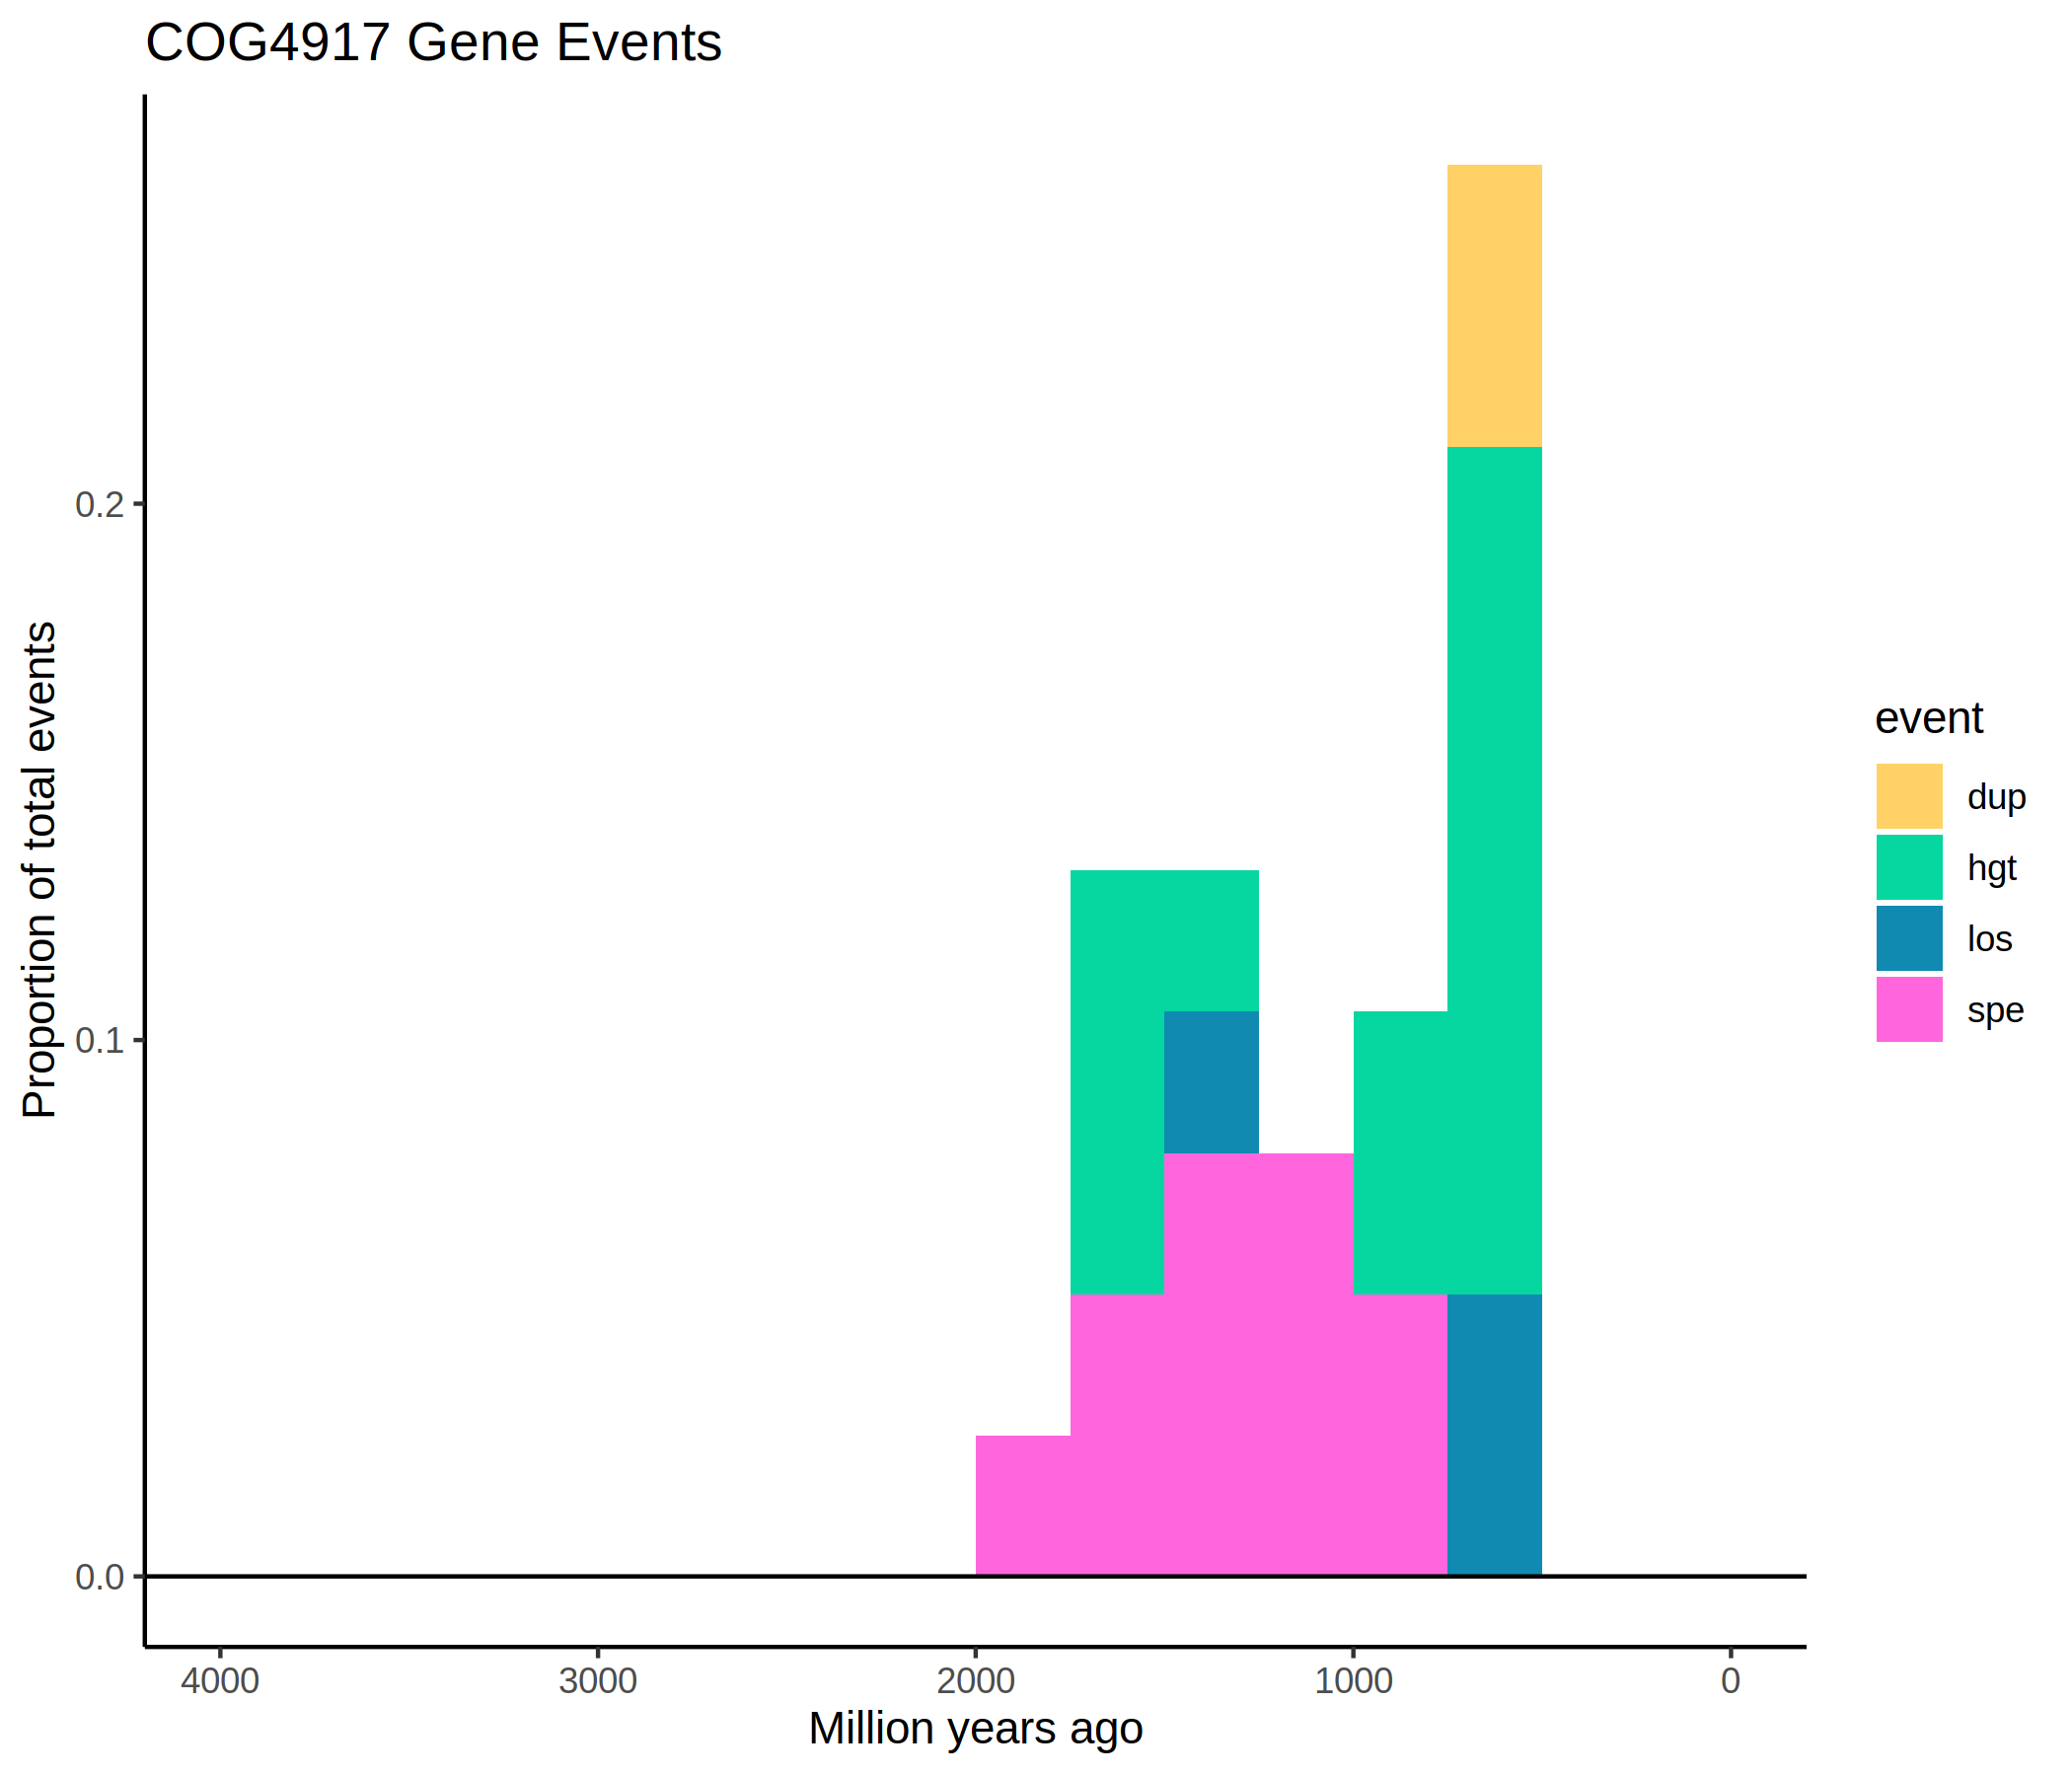 COG4917 Gene Events
Proportion of total events
0.2
0.1
0.0
4000 3000 2000 1000 0
Million years ago
event
dup
hgt
los
spe